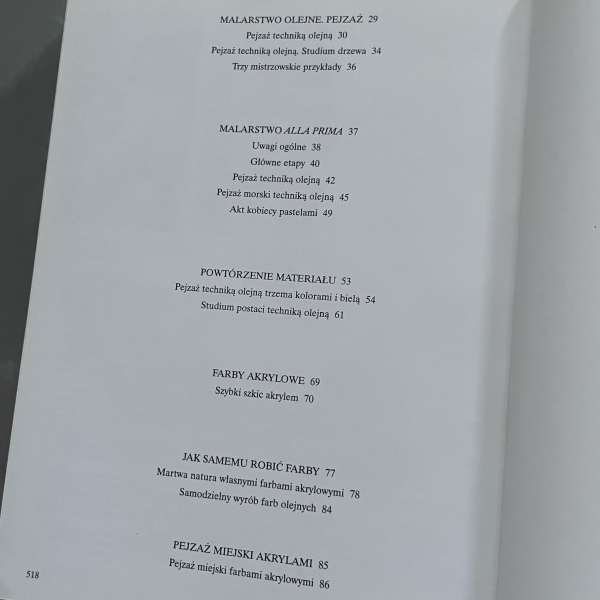 MALARSTWO OLEJNE. PEJZAŻ 29
Pejzaż techniką olejną 30
Pejzaż techniką olejną. Studium drzewa 34
Trzy mistrzowskie przykłady 36
MALARSTWO ALLA PRIMA 37
Uwagi ogólne 38
Główne etapy 40
Pejzaż techniką olejną 42
Pejzaż morski techniką olejną 45
Akt kobiecy pastelami 49
POWTÓRZENIE MATERIAŁU 53
Pejzaż techniką olejną trzema kolorami i bielą 54
Studium postaci techniką olejną 61
FARBY AKRYLOWE 69
Szybki szkic akrylem 70
JAK SAMEMU ROBIĆ FARBY 77
Martwa natura własnymi farbami akrylowymi 78
Samodzielny wyrób farb olejnych 84
PEJZAŻ MIEJSKI AKRYLAMI 85
Pejzaż miejski farbami akrylowymi 86
518